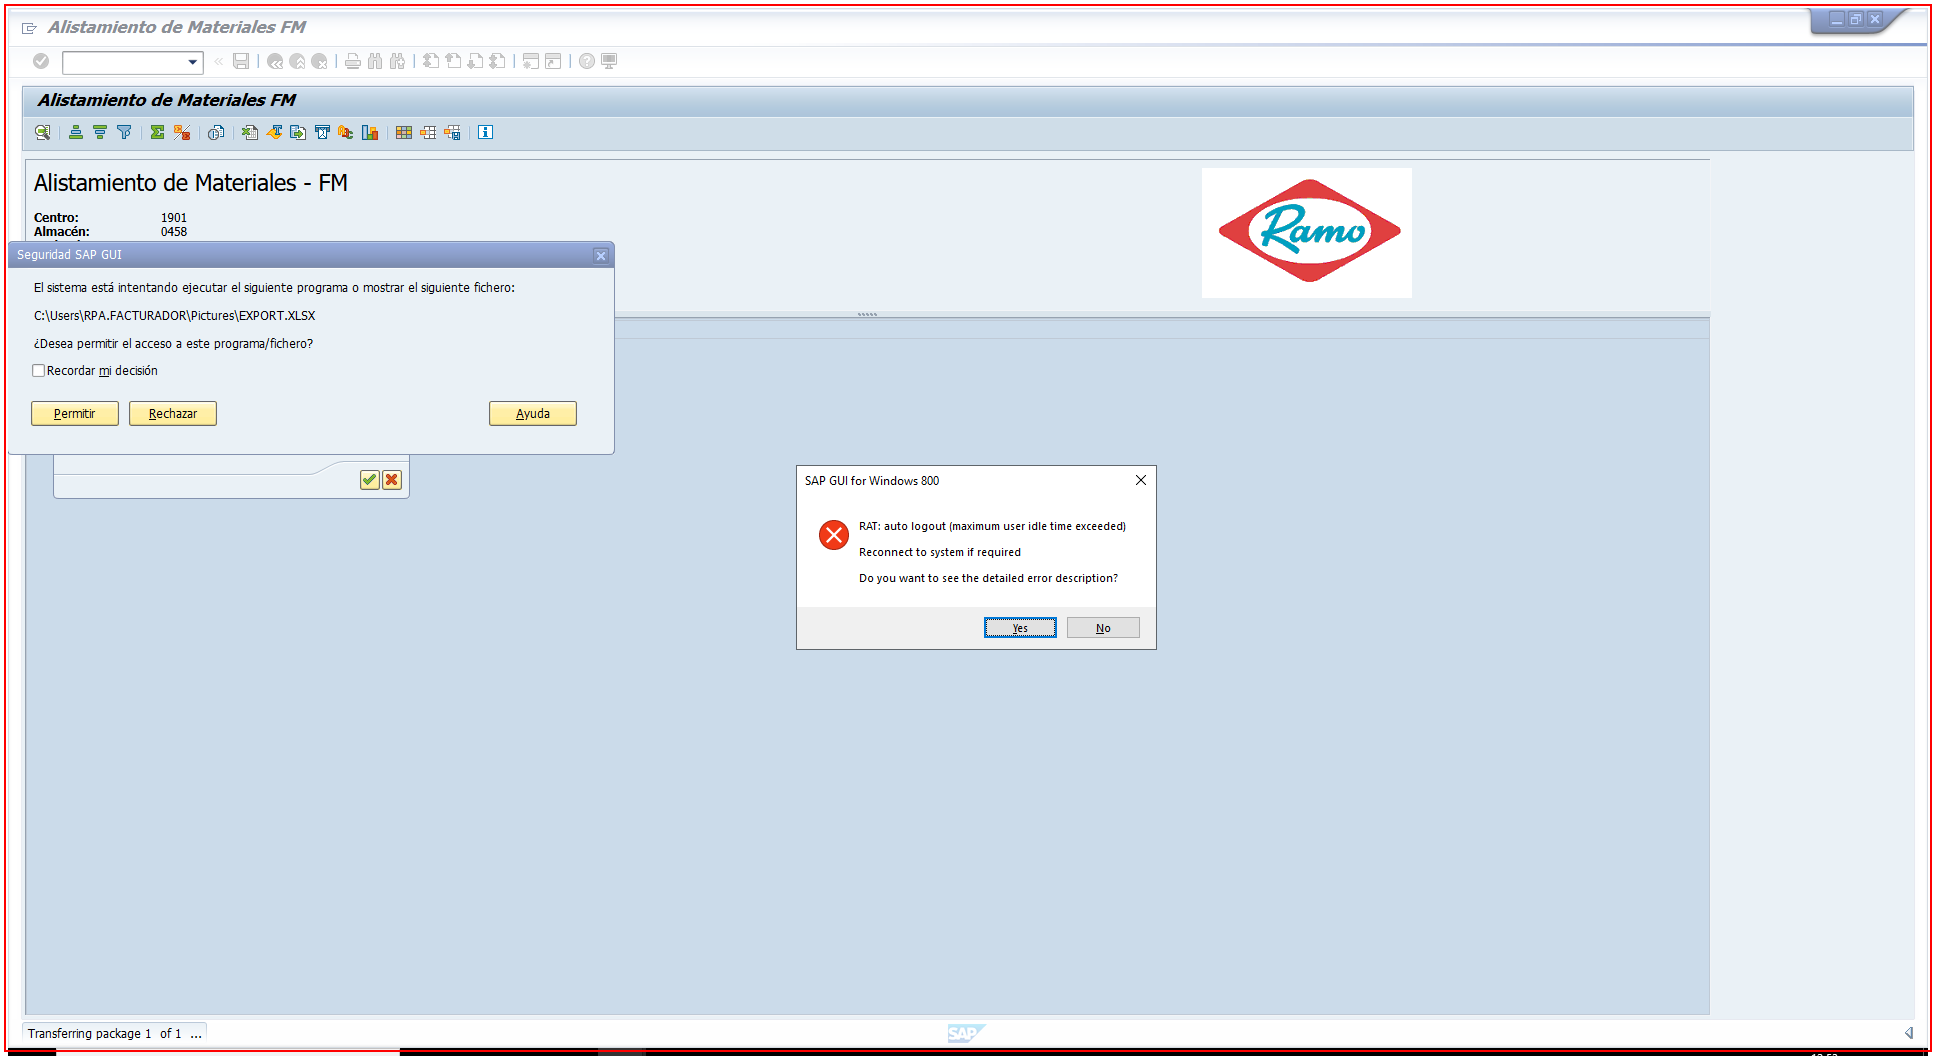 Alistamiento de Materiales FM
Alistamiento de Materiales FM
Alistamiento de Materiales - FM
Centro: 1901
Almacén: 0458
Ramo
Seguridad SAP GUI
El sistema está intentando ejecutar el siguiente programa o mostrar el siguiente fichero:
C:\Users\RPA.FACTURADOR\Pictures\EXPORT.XLSX
¿Desea permitir el acceso a este programa/fichero?
Recordar mi decisión
Permitir Rechazar Ayuda
SAP GUI for Windows 800
RAT: auto logout (maximum user idle time exceeded)
Reconnect to system if required
Do you want to see the detailed error description?
Yes No
Transferring package 1 of 1 ...
SAP